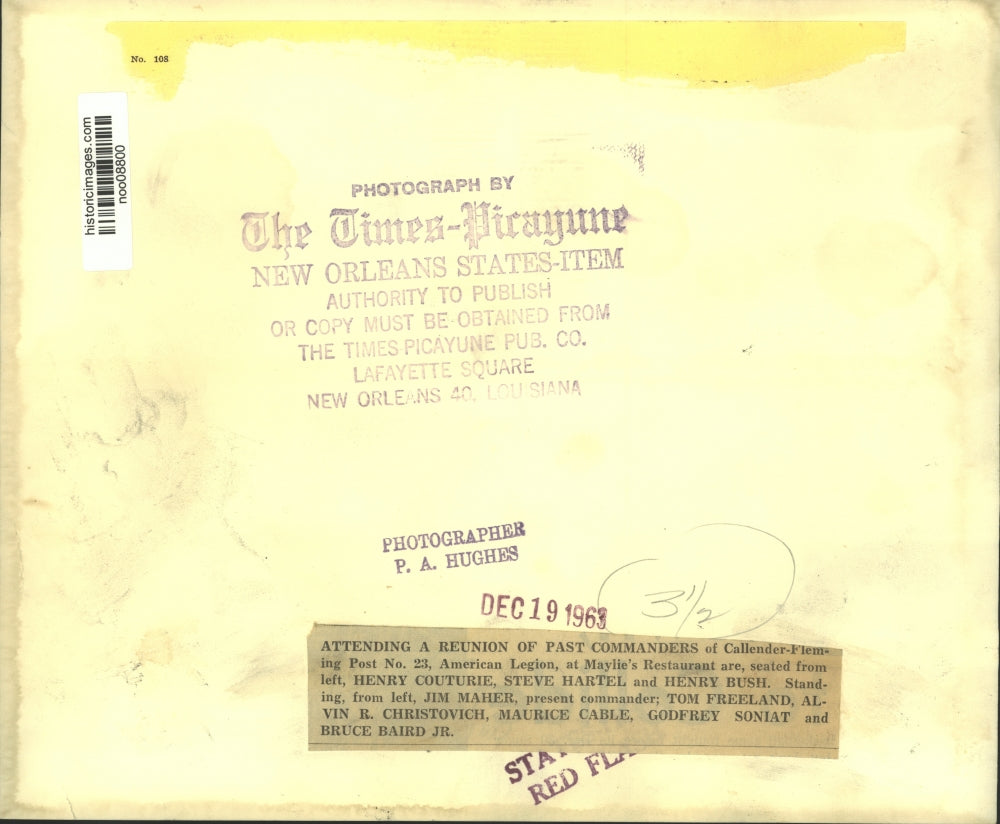 No. 108
historicimages.com
noo08800
PHOTOGRAPH BY
The Times-Picayune
NEW ORLEANS STATES-ITEM
AUTHORITY TO PUBLISH
OR COPY MUST BE OBTAINED FROM
THE TIMES-PICAYUNE PUB. CO.
LAFAYETTE SQUARE
NEW ORLEANS 40, LOUISIANA
PHOTOGRAPHER
P. A. HUGHES
DEC 19 1963
3 1/2
ATTENDING A REUNION OF PAST COMMANDERS of Callender-Flem-
ing Post No. 23, American Legion, at Maylie's Restaurant are, seated from
left, HENRY COUTURIE, STEVE HARTEL and HENRY BUSH. Stand-
ing, from left, JIM MAHER, present commander; TOM FREELAND, AL-
VIN R. CHRISTOVICH, MAURICE CABLE, GODFREY SONIAT and
BRUCE BAIRD JR.
RED